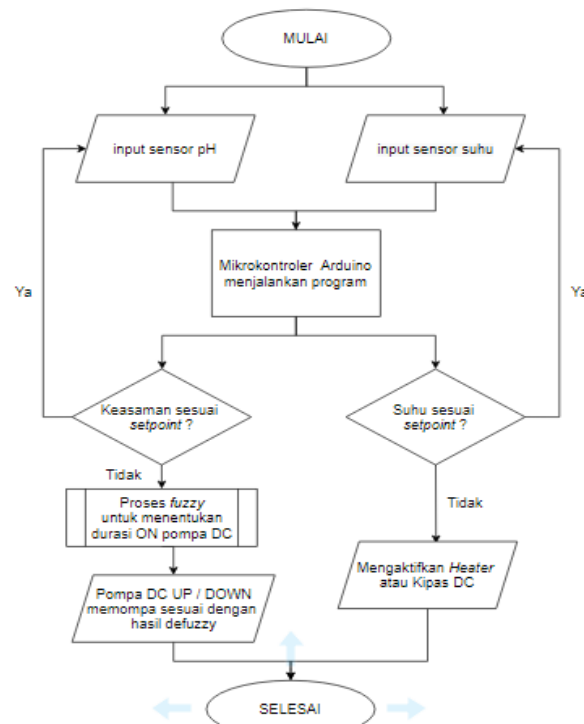 MULAI
input sensor pH
input sensor suhu
Mikrokontroler Arduino
menjalankan program
Ya
Ya
Keasaman sesuai
setpoint ?
Suhu sesuai
setpoint ?
Tidak
Proses fuzzy
untuk menentukan
durasi ON pompa DC
Tidak
Pompa DC UP / DOWN
memompa sesuai dengan
hasil defuzzy
Mengaktifkan Heater
atau Kipas DC
SELESAI